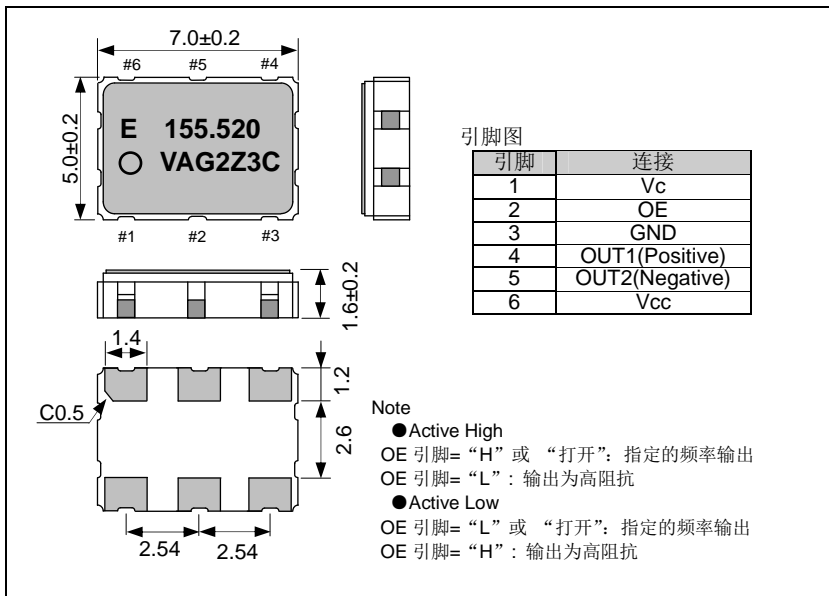 7.0±0.2
#6 #5 #4
5.0±0.2
E 155.520
VAG2Z3C
#1 #2 #3
1.6±0.2
1.4
1.2
C0.5
2.6
2.54 2.54
引脚图
引脚 连接
1 Vc
2 OE
3 GND
4 OUT1(Positive)
5 OUT2(Negative)
6 Vcc
Note
●Active High
OE 引脚= “H” 或 “打开”: 指定的频率输出
OE 引脚= “L” : 输出为高阻抗
●Active Low
OE 引脚= “L” 或 “打开”: 指定的频率输出
OE 引脚= “H” : 输出为高阻抗